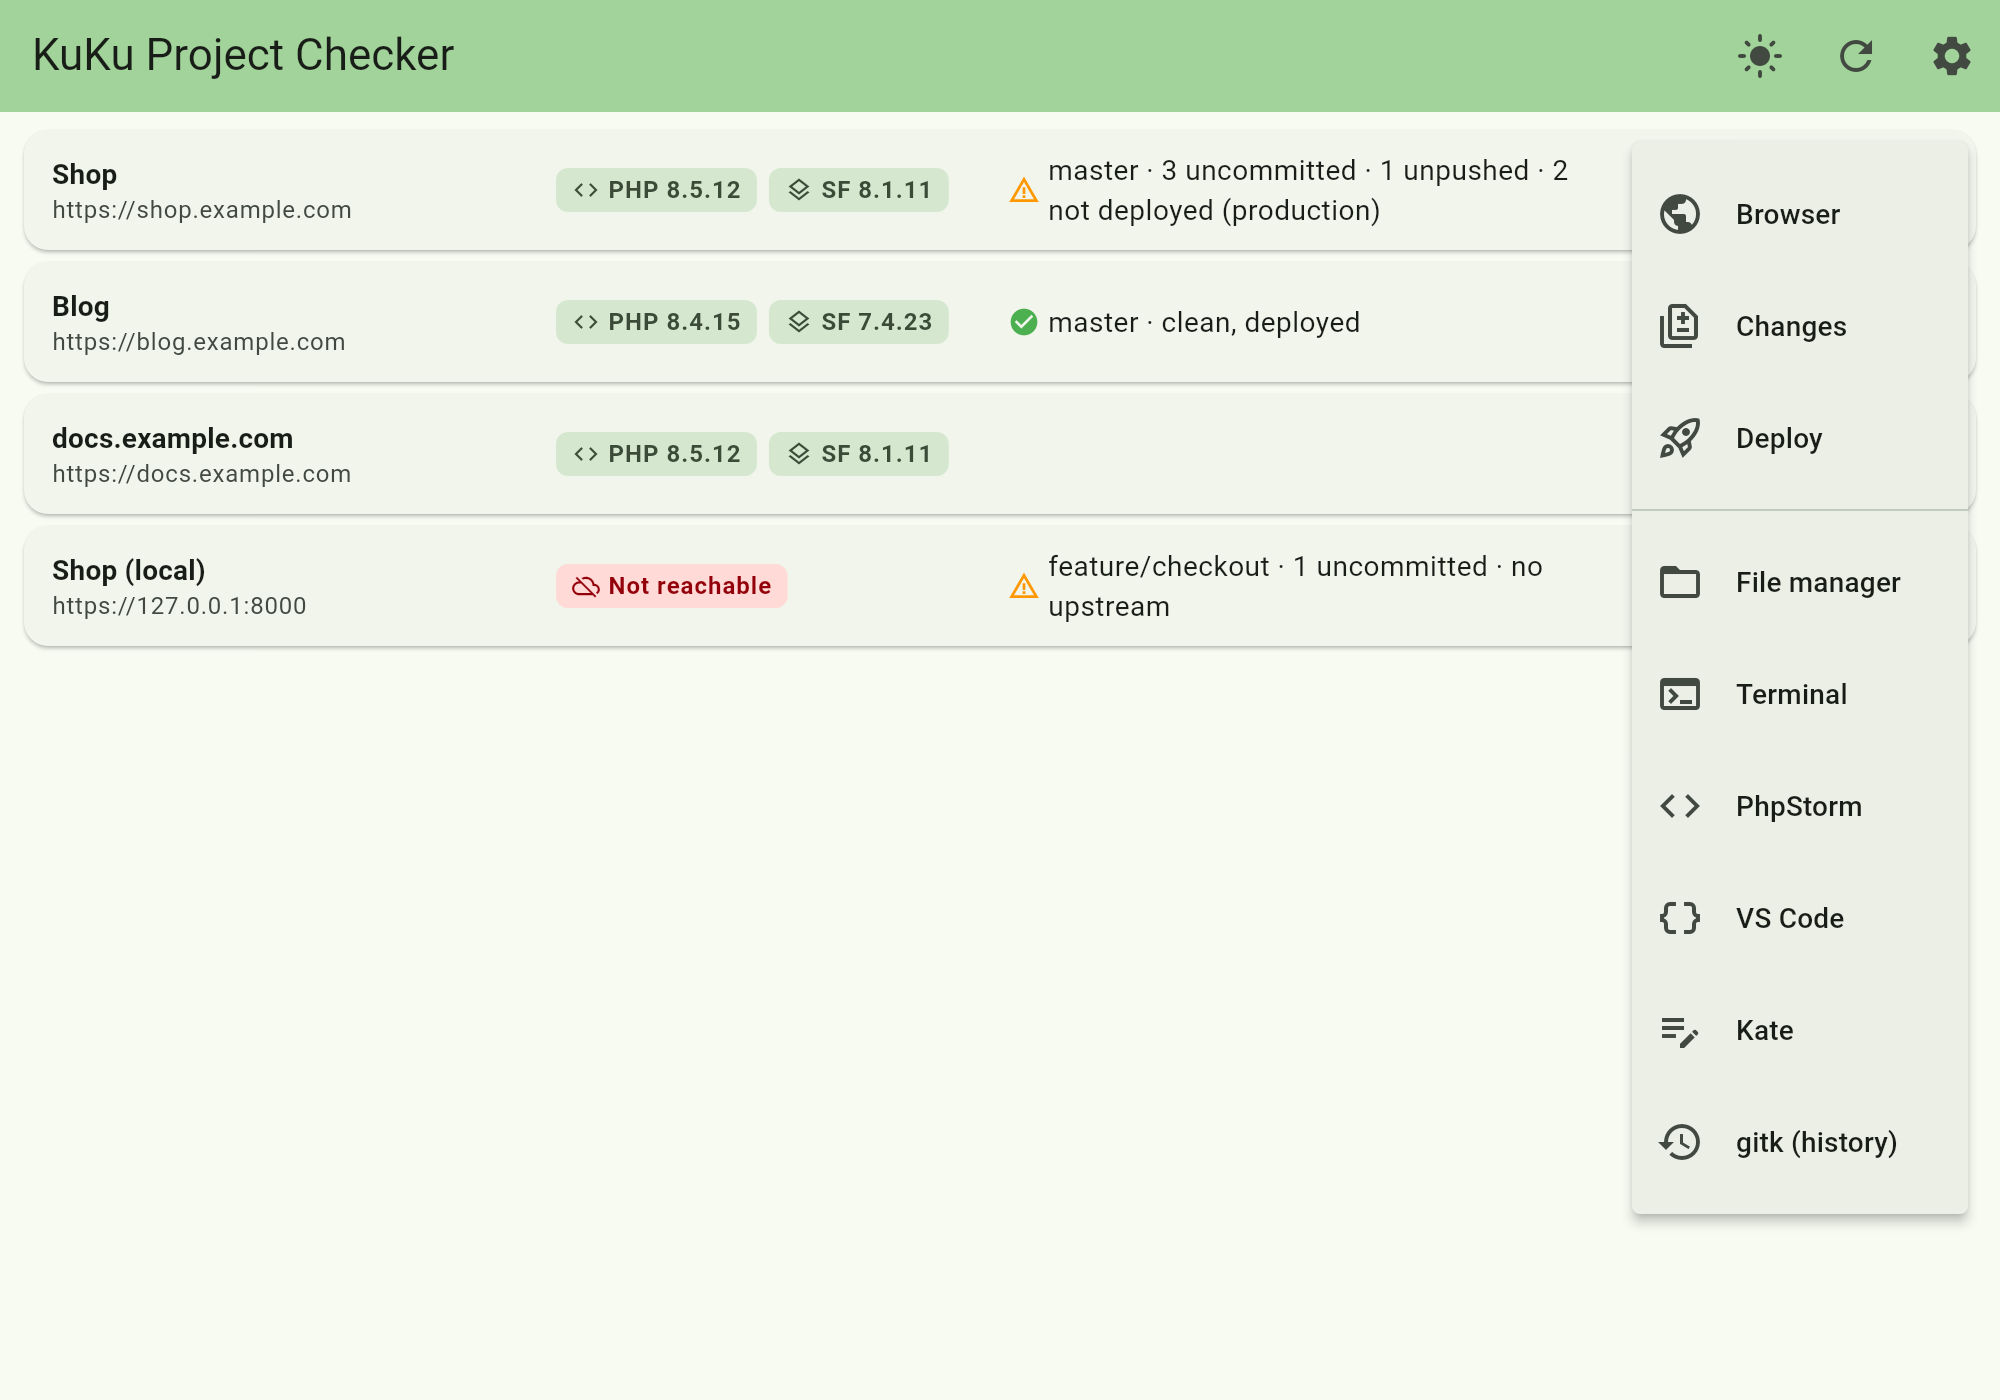 KuKu Project Checker
Shop
https://shop.example.com
PHP 8.5.12
SF 8.1.11
master · 3 uncommitted · 1 unpushed · 2
not deployed (production)
Blog
https://blog.example.com
PHP 8.4.15
SF 7.4.23
master · clean, deployed
docs.example.com
https://docs.example.com
PHP 8.5.12
SF 8.1.11
Shop (local)
https://127.0.0.1:8000
Not reachable
feature/checkout · 1 uncommitted · no
upstream
Browser
Changes
Deploy
File manager
Terminal
PhpStorm
VS Code
Kate
gitk (history)